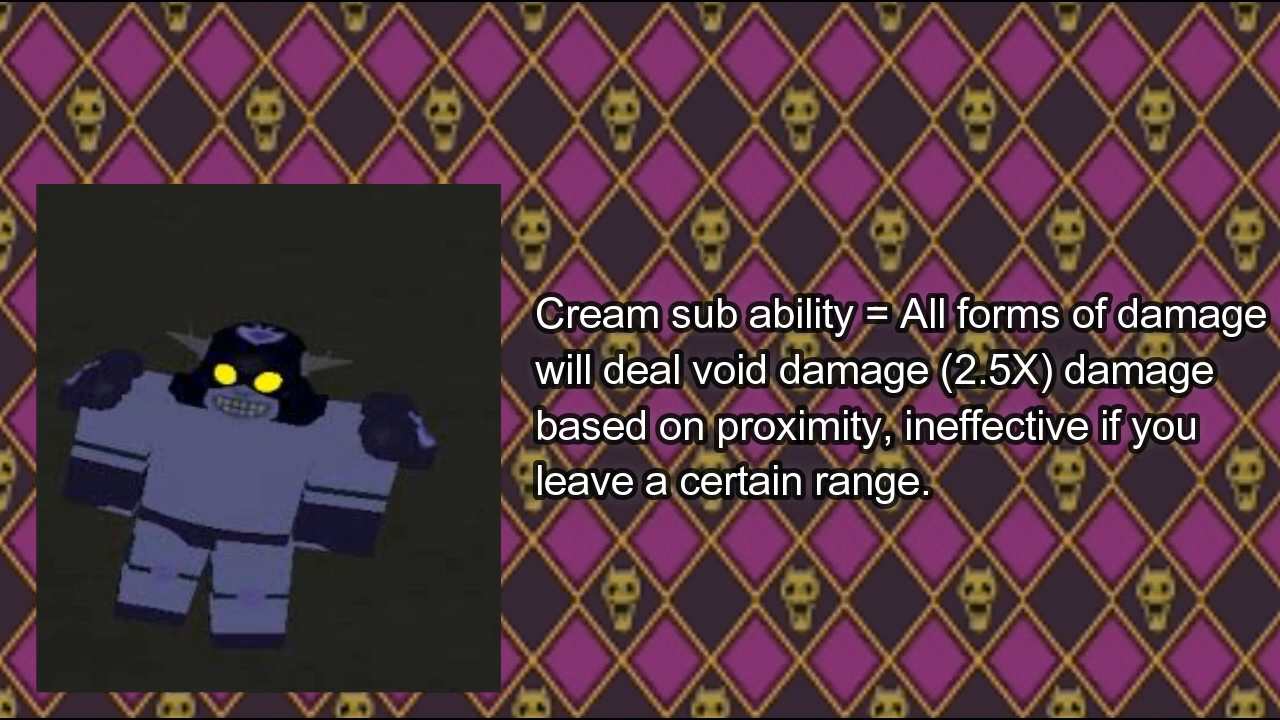 Cream sub ability = All forms of damage
will deal void damage (2.5X) damage
based on proximity, ineffective if you
leave a certain range.